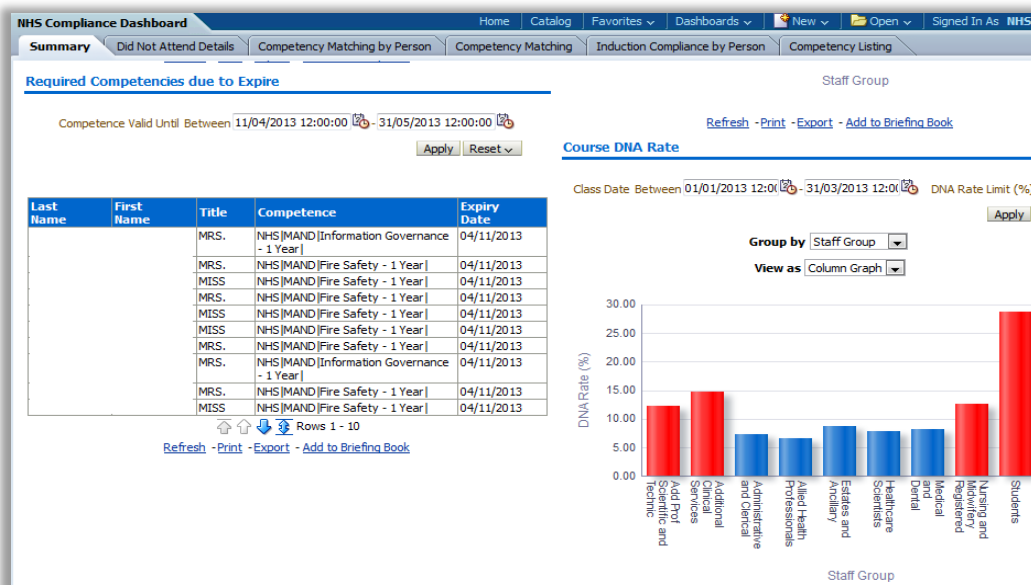 NHS Compliance Dashboard Home Catalog Favorites Dashboards New Open Signed In As NHS
Summary Did Not Attend Details Competency Matching by Person Competency Matching Induction Compliance by Person Competency Listing
Required Competencies due to Expire
Competence Valid Until Between 11/04/2013 12:00:00 - 31/05/2013 12:00:00
Apply Reset
Last Name First Name Title Competence Expiry Date
MRS. NHS|MAND|Information Governance 04/11/2013
- 1 Year|
MRS. NHS|MAND|Fire Safety - 1 Year| 04/11/2013
MISS NHS|MAND|Fire Safety - 1 Year| 04/11/2013
MRS. NHS|MAND|Fire Safety - 1 Year| 04/11/2013
MISS NHS|MAND|Fire Safety - 1 Year| 04/11/2013
MISS NHS|MAND|Fire Safety - 1 Year| 04/11/2013
MRS. NHS|MAND|Fire Safety - 1 Year| 04/11/2013
MRS. NHS|MAND|Information Governance 04/11/2013
- 1 Year|
MRS. NHS|MAND|Fire Safety - 1 Year| 04/11/2013
MISS NHS|MAND|Fire Safety - 1 Year| 04/11/2013
Rows 1 - 10
Refresh - Print - Export - Add to Briefing Book
Staff Group
Refresh - Print - Export - Add to Briefing Book
Course DNA Rate
Class Date Between 01/01/2013 12:0( - 31/03/2013 12:0( DNA Rate Limit (%)
Apply
Group by Staff Group
View as Column Graph
DNA Rate (%)
30.00
25.00
20.00
15.00
10.00
5.00
0.00
Add Prof Scientific and Technic
Additional Clinical Services
Administrative and Clerical
Allied Health Professionals
Estates and Ancillary
Healthcare Scientists
Medical and Dental
Nursing and Midwifery Registered
Students
Staff Group